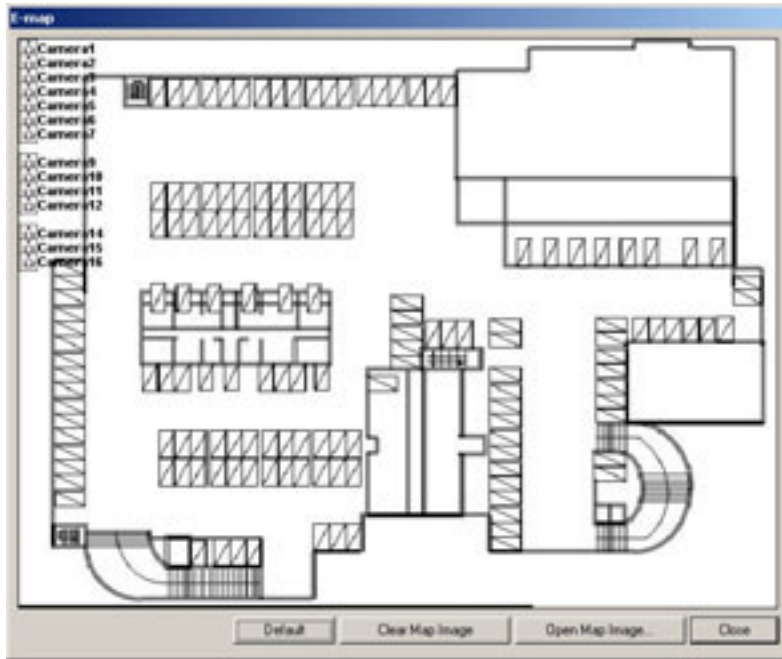 E-map
Camera1
Camera2
Camera3
Camera4
Camera5
Camera6
Camera7
Camera9
Camera10
Camera11
Camera12
Camera14
Camera15
Camera16
Default
Clear Map Image
Open Map Image...
Close